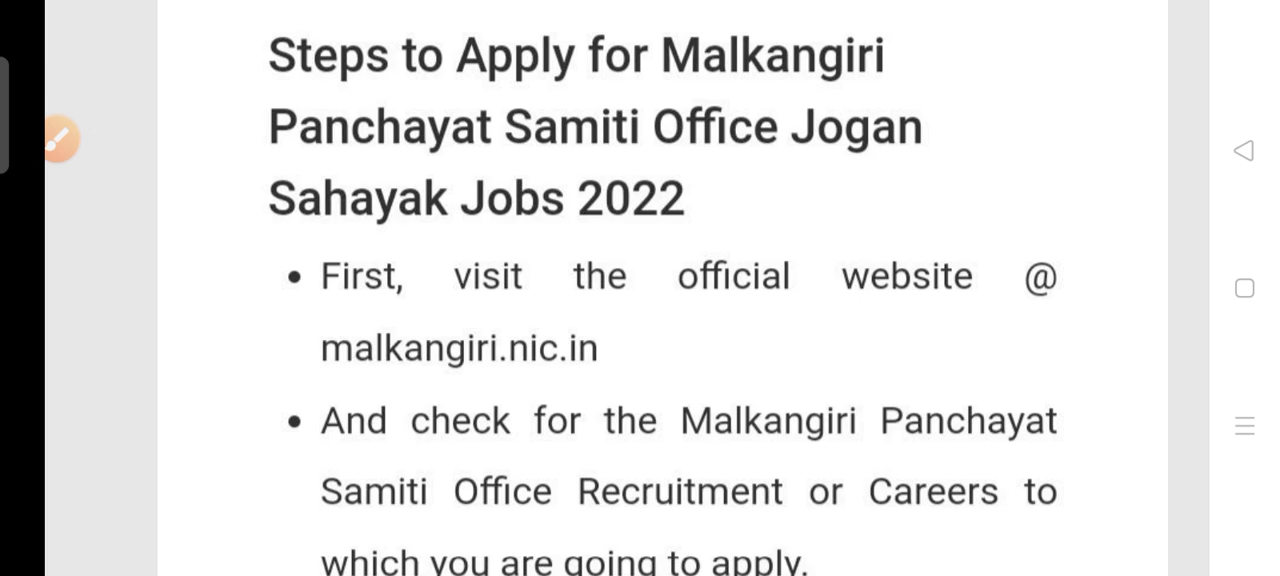 Steps to Apply for Malkangiri
Panchayat Samiti Office Jogan
Sahayak Jobs 2022
• First, visit the official website @
malkangiri.nic.in
• And check for the Malkangiri Panchayat
Samiti Office Recruitment or Careers to
which you are going to apply.